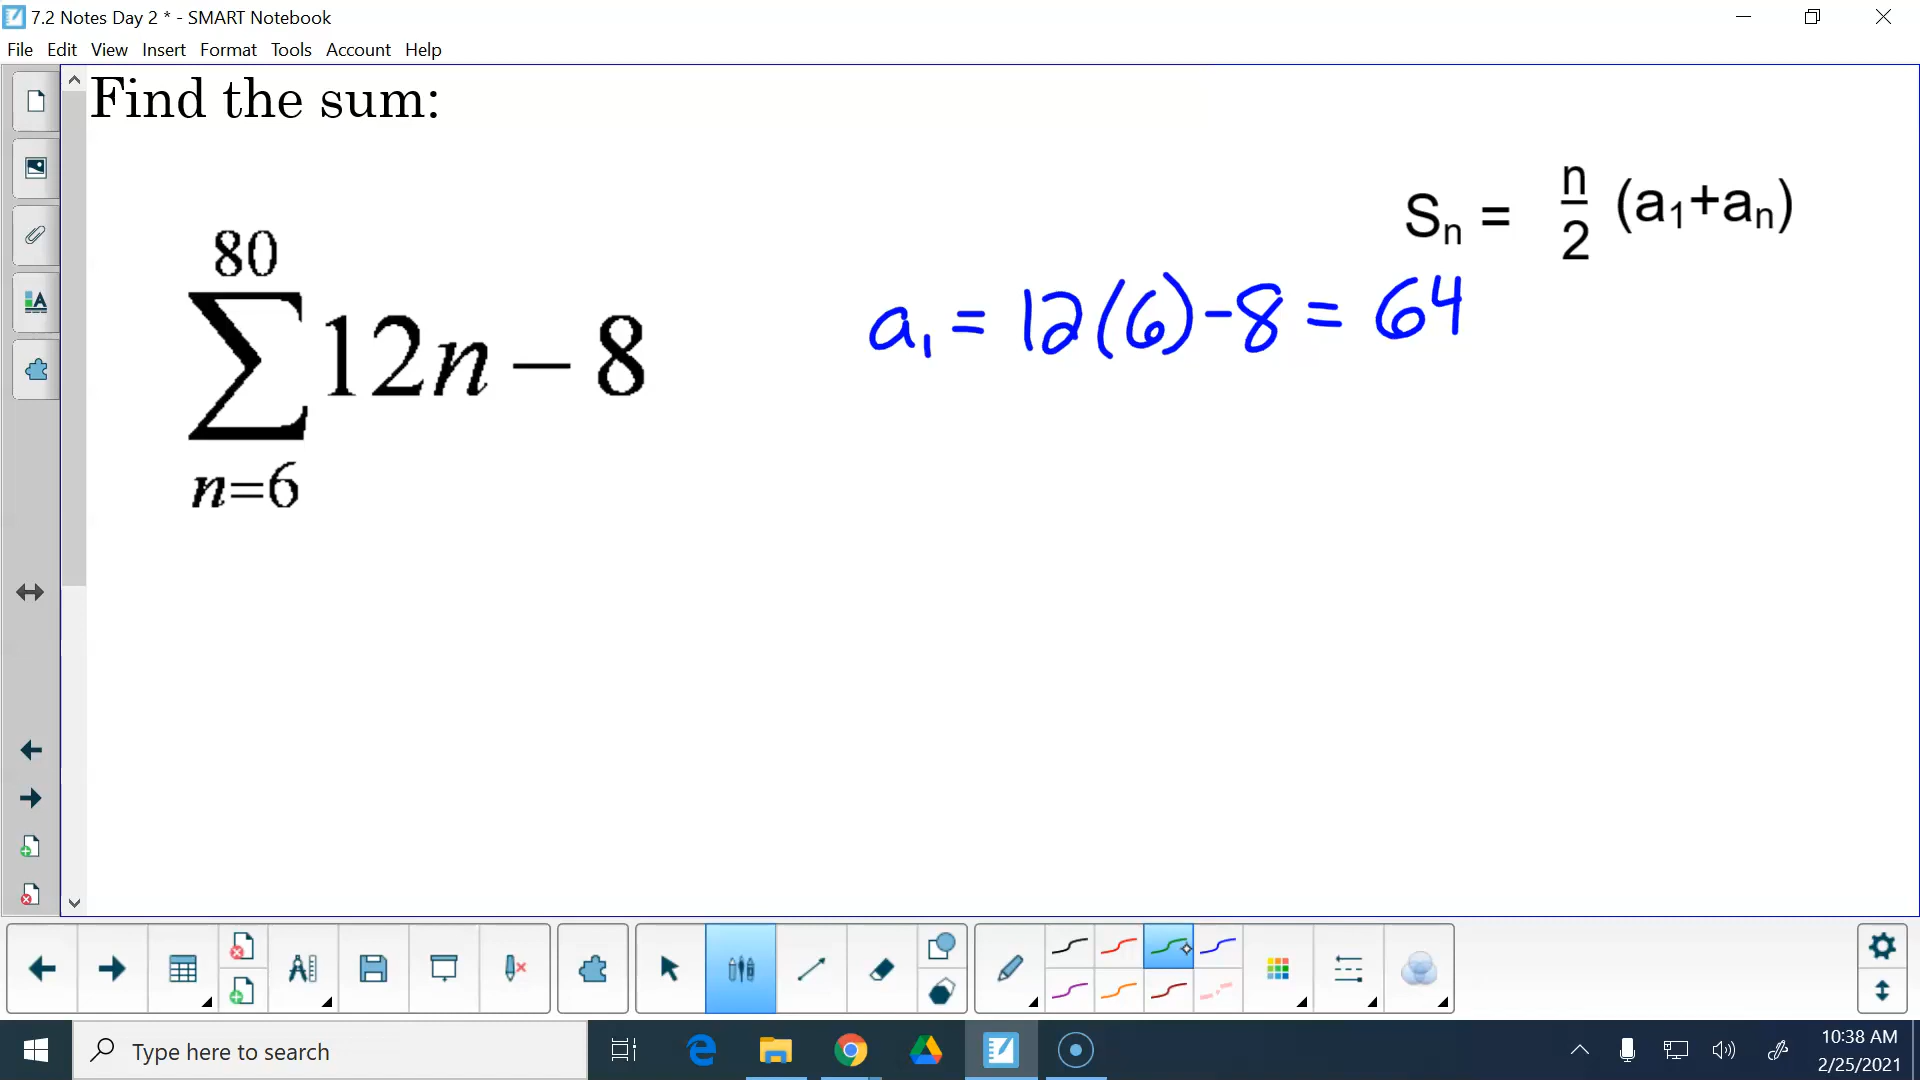 7.2 Notes Day 2 * - SMART Notebook
File Edit View Insert Format Tools Account Help
Find the sum:
Sₙ = n/2 (a₁+aₙ)
80
∑ 12n – 8
n=6
a₁ = 12(6)-8 = 64
Type here to search
10:38 AM
2/25/2021